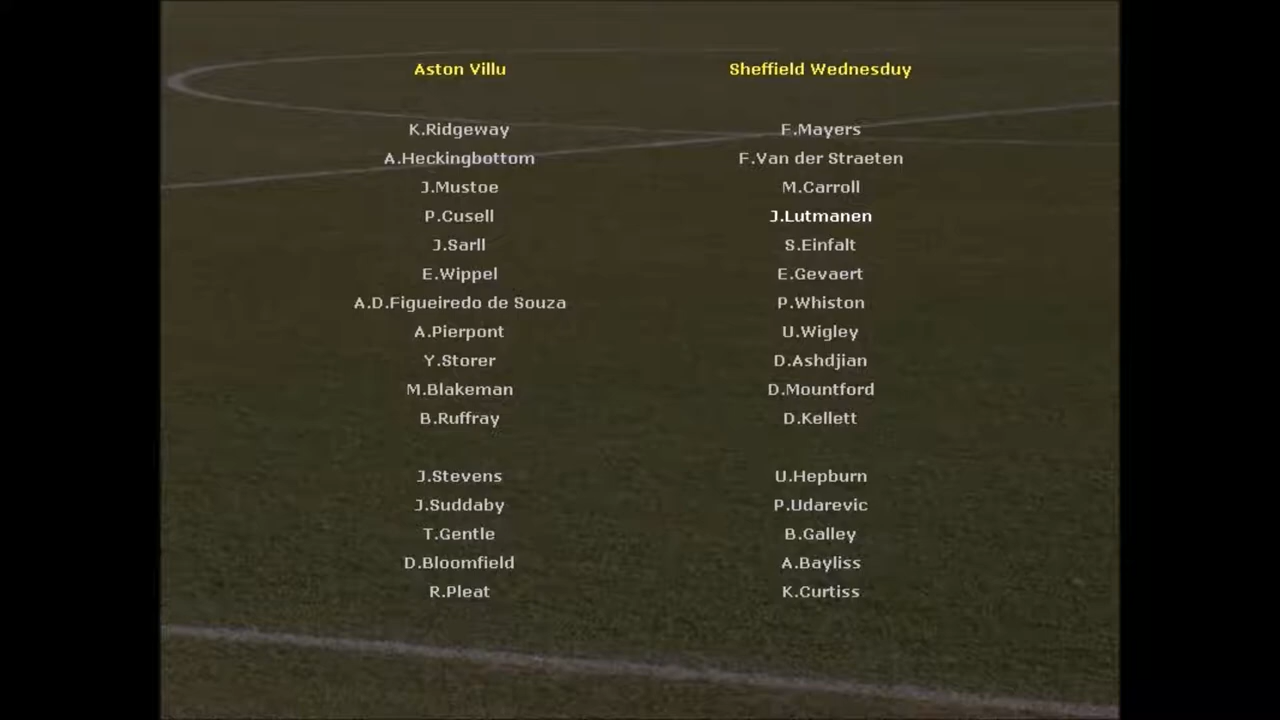 Aston Villu
K.Ridgeway
A.Heckingbottom
J.Mustoe
P.Cusell
J.Sarll
E.Wippel
A.D.Figueiredo de Souza
A.Pierpont
Y.Storer
M.Blakeman
B.Ruffray
J.Stevens
J.Suddaby
T.Gentle
D.Bloomfield
R.Pleat
Sheffield Wednesduy
F.Mayers
F.Van der Straeten
M.Carroll
J.Lutmanen
S.Einfalt
E.Gevaert
P.Whiston
U.Wigley
D.Ashdjian
D.Mountford
D.Kellett
U.Hepburn
P.Udarevic
B.Galley
A.Bayliss
K.Curtiss